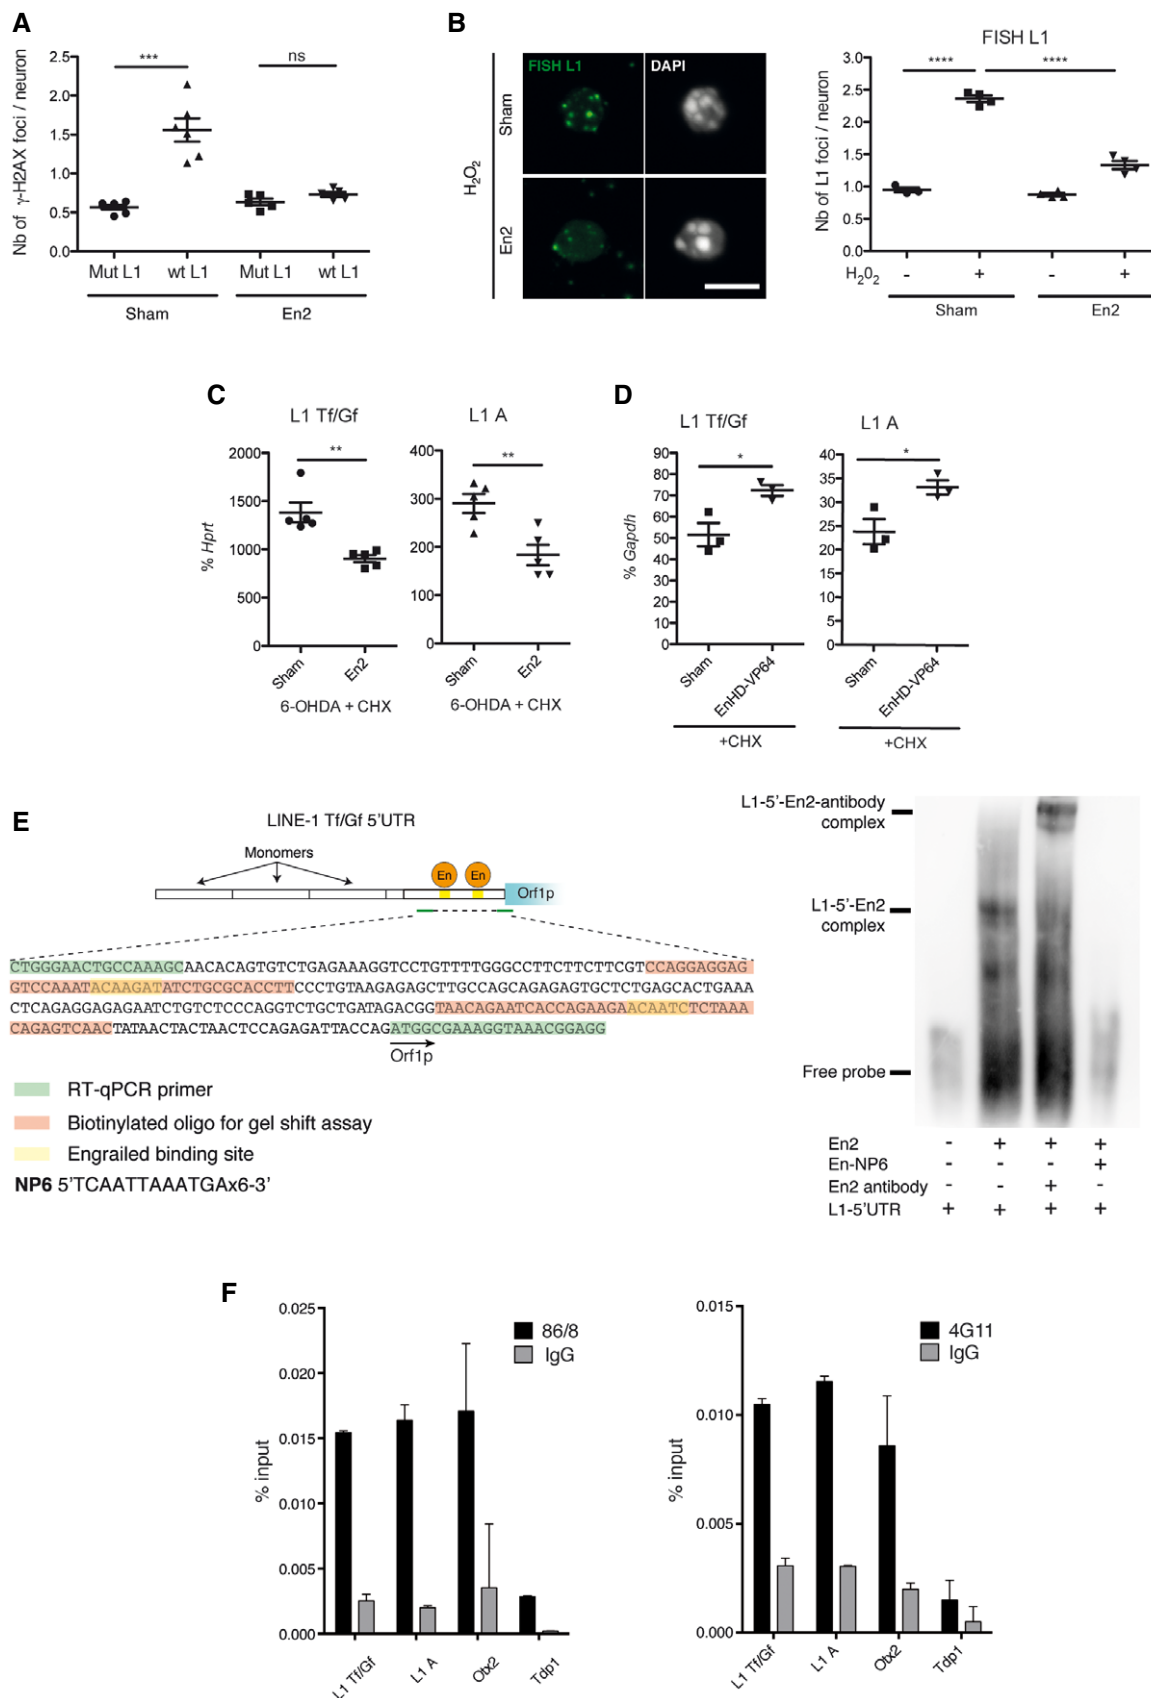 A
Nb of γ-H2AX foci / neuron
2.5
2.0
1.5
1.0
0.5
0.0
***
ns
Mut L1
wt L1
Mut L1
wt L1
Sham
En2
B
H2O2
Sham
En2
FISH L1
DAPI
FISH L1
Nb of L1 foci / neuron
3.0
2.5
2.0
1.5
1.0
0.5
0.0
****
****
H2O2
-
+
-
+
Sham
En2
C
L1 Tf/Gf
% Hprt
2000
1500
1000
500
0
**
Sham
En2
6-OHDA + CHX
L1 A
400
300
200
100
0
**
Sham
En2
6-OHDA + CHX
D
L1 Tf/Gf
% Gapdh
90
80
70
60
50
40
30
20
10
0
*
Sham
EnHD-VP64
+CHX
L1 A
40
35
30
25
20
15
10
5
0
*
Sham
EnHD-VP64
+CHX
E
LINE-1 Tf/Gf 5'UTR
Monomers
En
En
Orf1p
CTGGGAACTGCCAAAGCAACACAGTGTCTGAGAAAGGTCCTGTTTTGGGCCTTCTTCTTCGTCCAGGAGGAG
GTCCAAATACAAGATATCTGCGCACCTTCCCTGTAAGAGAGCTTGCCAGCAGAGAGTGCTCTGAGCACTGAAA
CTCAGAGGAGAGAATCTGTCTCCCAGGTCTGCTGATAGACGGTAACAGAATCACCAGAAGAACAATCTCTAAA
CAGAGTCAACTATAACTACTAACTCCAGAGATTACCAGATGGCGAAAGGTAAACGGAGG
Orf1p
RT-qPCR primer
Biotinylated oligo for gel shift assay
Engrailed binding site
NP6 5'TCAATTAAATGAx6-3'
L1-5'-En2-antibody
complex
L1-5'-En2
complex
Free probe
En2 - + + +
En-NP6 - - - +
En2 antibody - - + -
L1-5'UTR + + + +
F
% input
0.025
0.020
0.015
0.010
0.005
0.000
86/8
IgG
L1 Tf/Gf
L1 A
Otx2
Tdp1
% input
0.015
0.010
0.005
0.000
4G11
IgG
L1 Tf/Gf
L1 A
Otx2
Tdp1